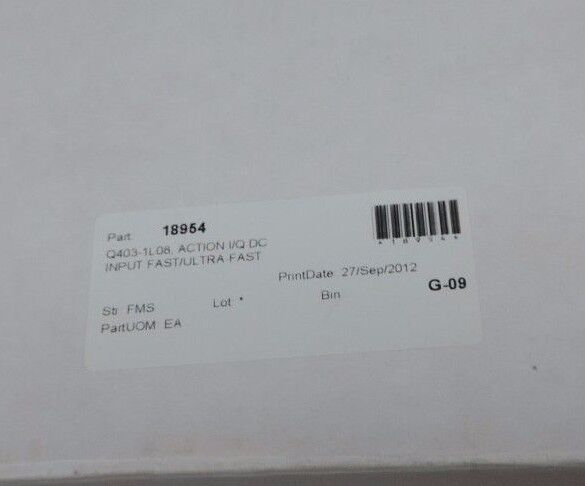 Part 18954
*18954*
Q403-1L08, ACTION I/Q DC
INPUT FAST/ULTRA FAST
PrintDate 27/Sep/2012
Str FMS Lot * Bin G-09
PartUOM EA